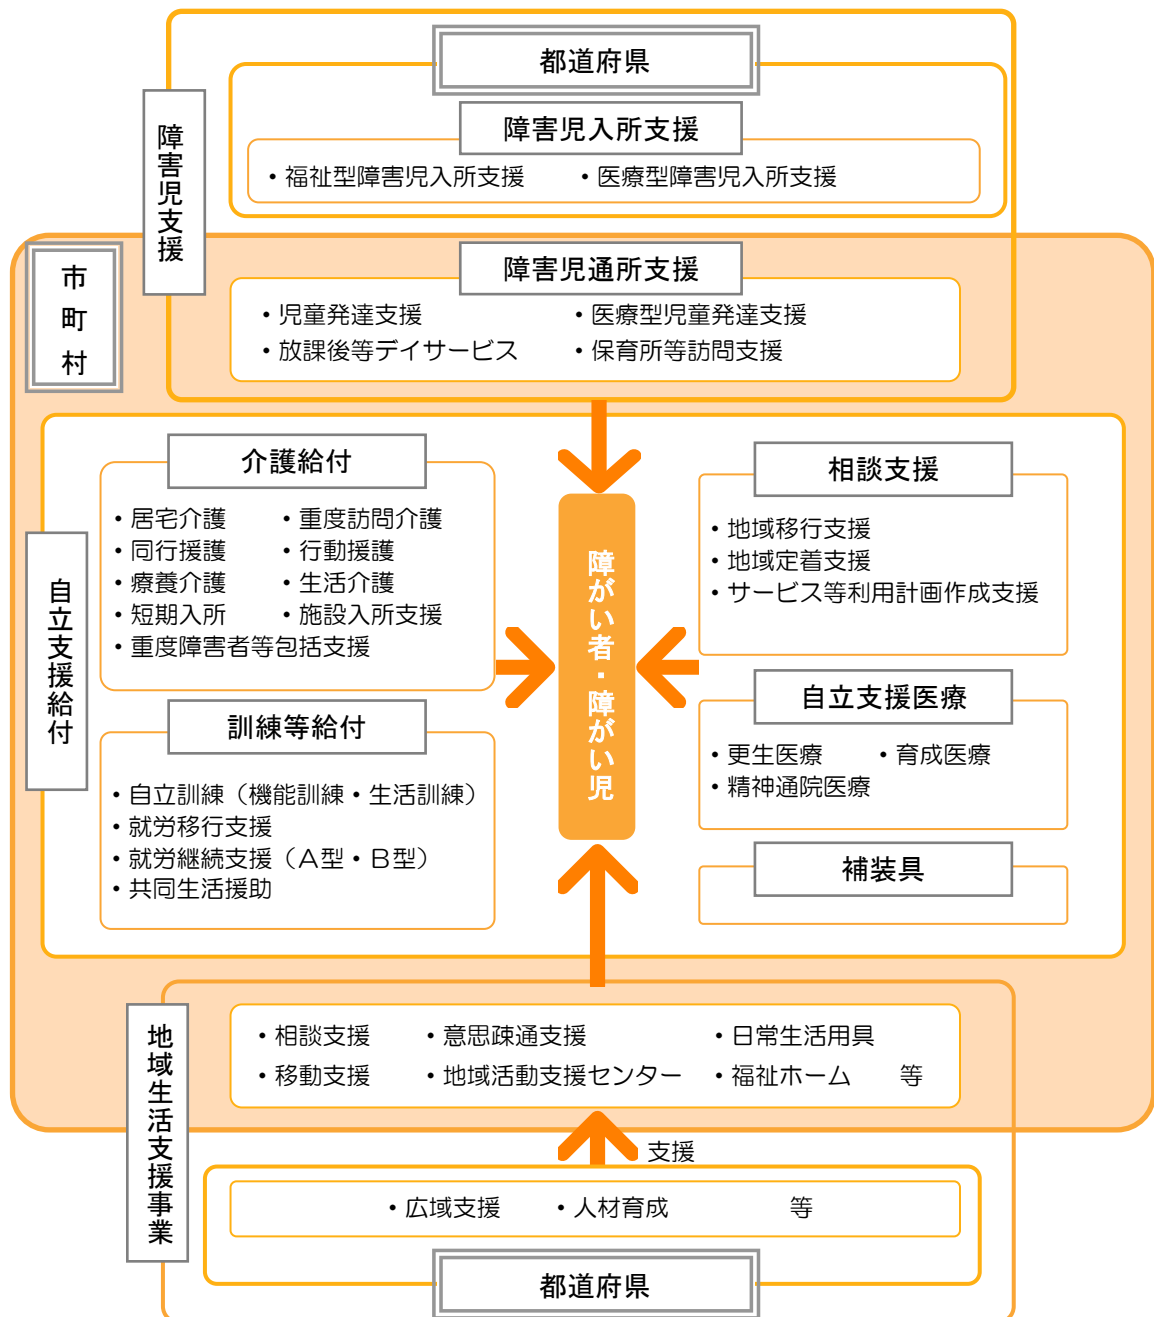 都道府県
障害児支援
障害児入所支援
・福祉型障害児入所支援　・医療型障害児入所支援
市町村
障害児通所支援
・児童発達支援　・医療型児童発達支援
・放課後等デイサービス　・保育所等訪問支援
自立支援給付
介護給付
・居宅介護　・重度訪問介護
・同行援護　・行動援護
・療養介護　・生活介護
・短期入所　・施設入所支援
・重度障害者等包括支援
訓練等給付
・自立訓練（機能訓練・生活訓練）
・就労移行支援
・就労継続支援（Ａ型・Ｂ型）
・共同生活援助
障がい者・障がい児
相談支援
・地域移行支援
・地域定着支援
・サービス等利用計画作成支援
自立支援医療
・更生医療　・育成医療
・精神通院医療
補装具
地域生活支援事業
・相談支援　・意思疎通支援　・日常生活用具
・移動支援　・地域活動支援センター　・福祉ホーム　等
支援
・広域支援　・人材育成　等
都道府県